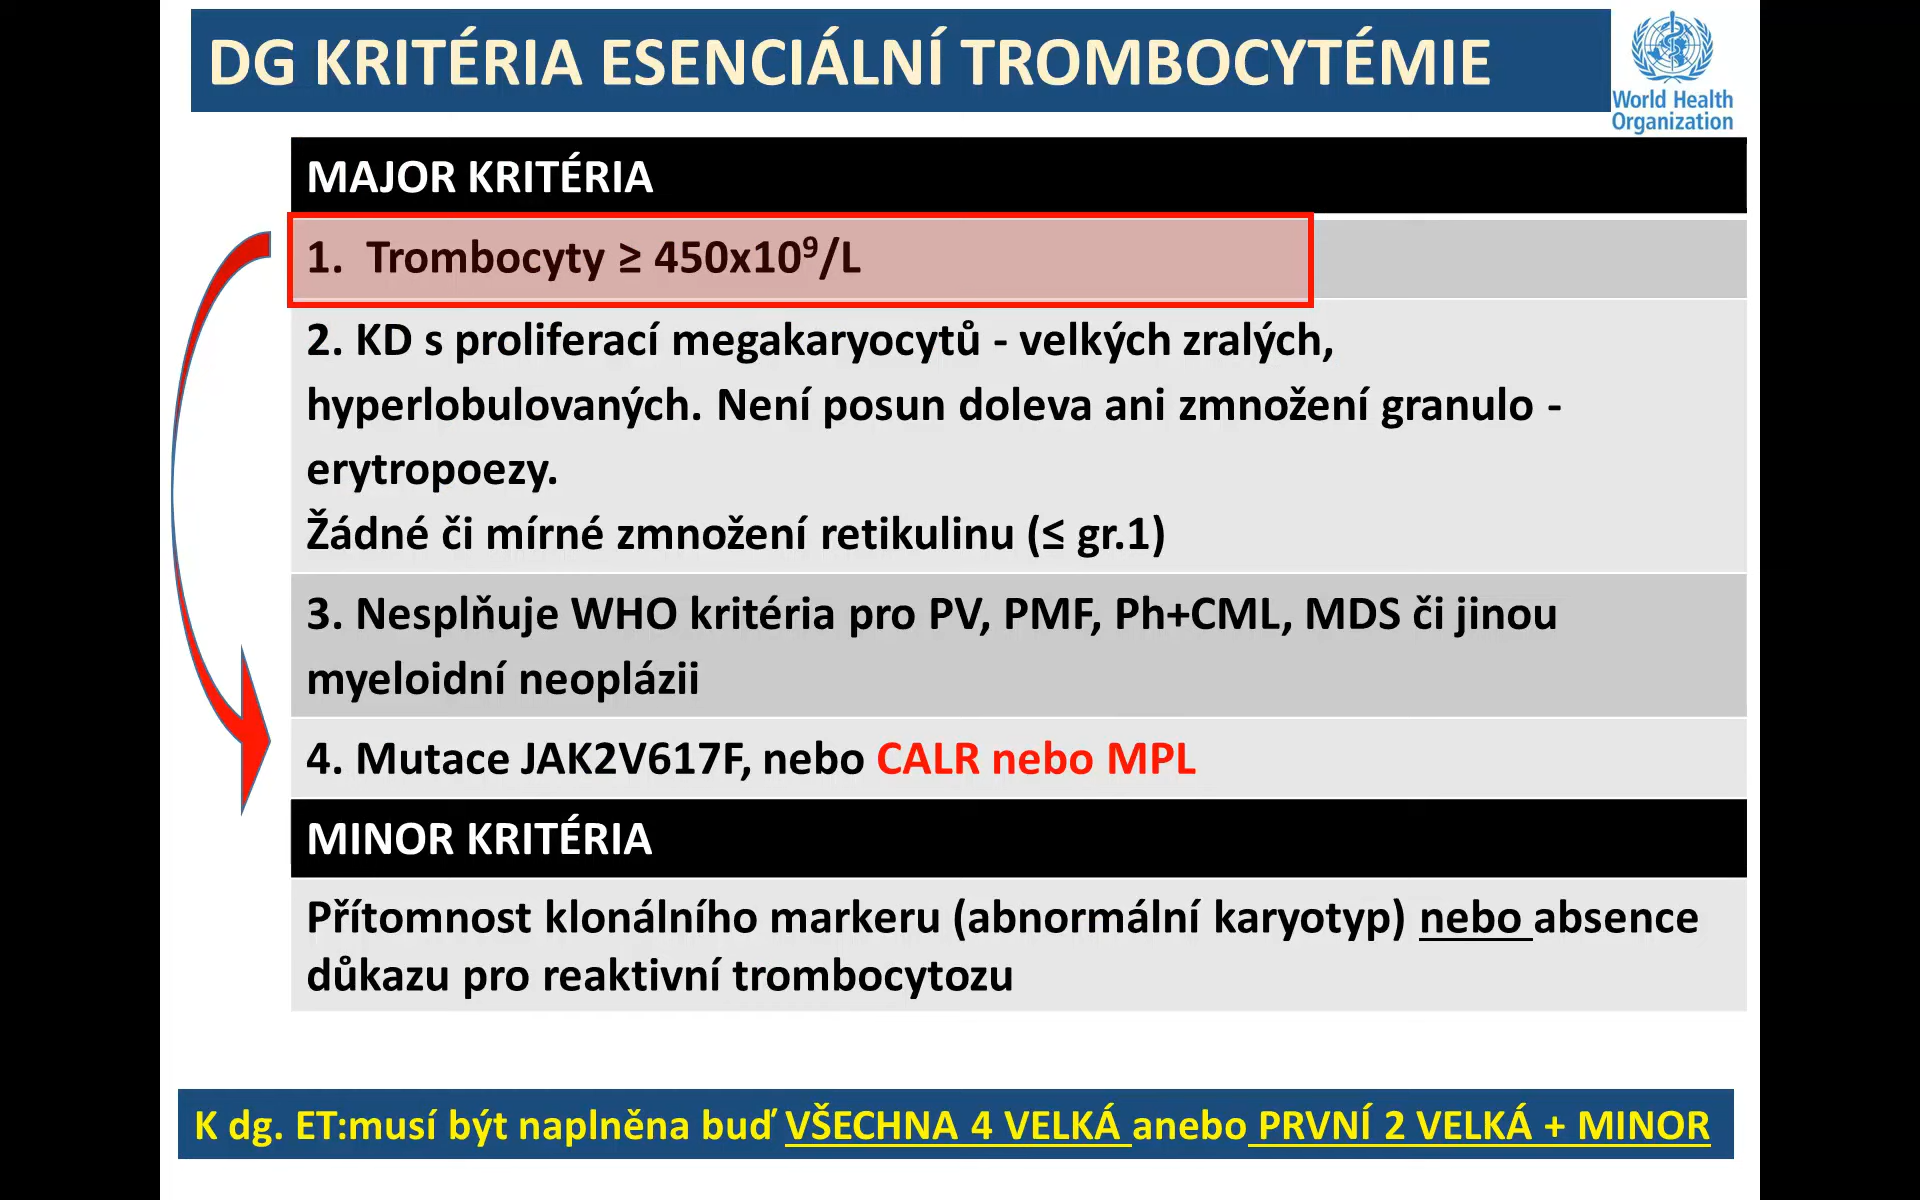 DG KRITÉRIA ESENCIÁLNÍ TROMBOCYTÉMIE
World Health
Organization
MAJOR KRITÉRIA
1. Trombocyty ≥ 450x10⁹/L
2. KD s proliferací megakaryocytů - velkých zralých,
hyperlobulovaných. Není posun doleva ani zmnožení granulo -
erytropoezy.
Žádné či mírné zmnožení retikulinu (≤ gr.1)
3. Nesplňuje WHO kritéria pro PV, PMF, Ph+CML, MDS či jinou
myeloidní neoplázii
4. Mutace JAK2V617F, nebo CALR nebo MPL
MINOR KRITÉRIA
Přítomnost klonálního markeru (abnormální karyotyp) nebo absence
důkazu pro reaktivní trombocytozu
K dg. ET:musí být naplněna buď VŠECHNA 4 VELKÁ anebo PRVNÍ 2 VELKÁ + MINOR